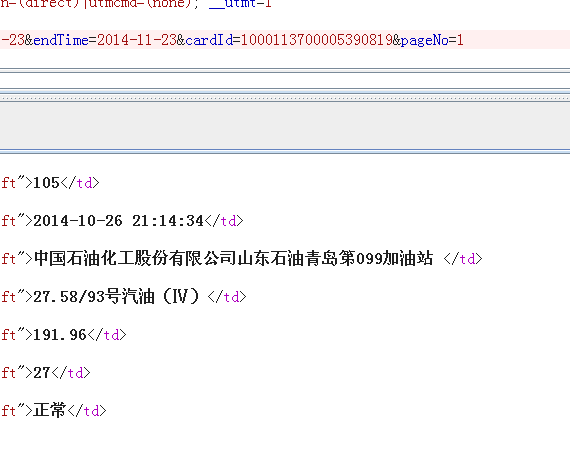 n=(direct)|utmcmd=(none); __utmt=1
-23&endTime=2014-11-23&cardId=1000113700005390819&pageNo=1
ft">105</td>
ft">2014-10-26 21:14:34</td>
ft">中国石油化工股份有限公司山东石油青岛第099加油站 </td>
ft">27.58/93号汽油（Ⅳ）</td>
ft">191.96</td>
ft">27</td>
ft">正常</td>